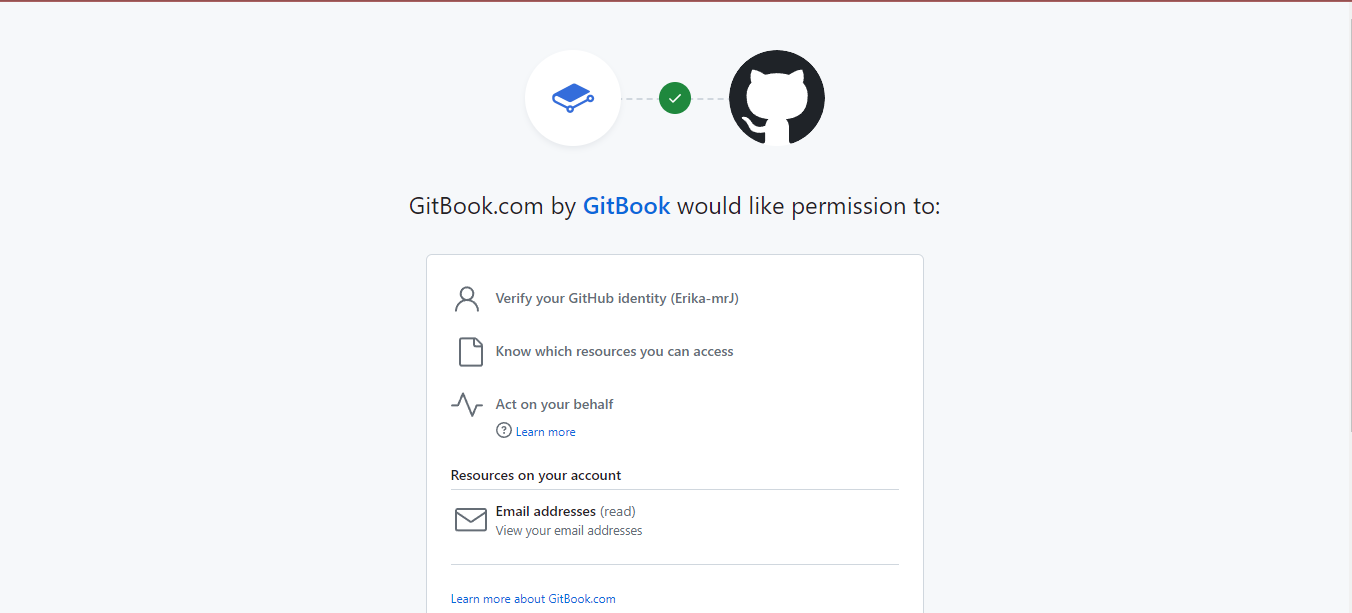 GitBook.com by GitBook would like permission to:
Verify your GitHub identity (Erika-mrJ)
Know which resources you can access
Act on your behalf
Learn more
Resources on your account
Email addresses (read)
View your email addresses
Learn more about GitBook.com